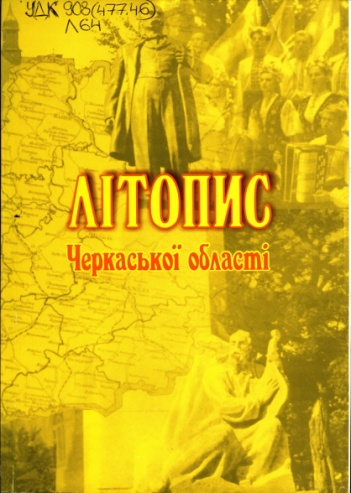 УДК 908(477.46)
Л64
ЛІТОПИС
Черкаської області